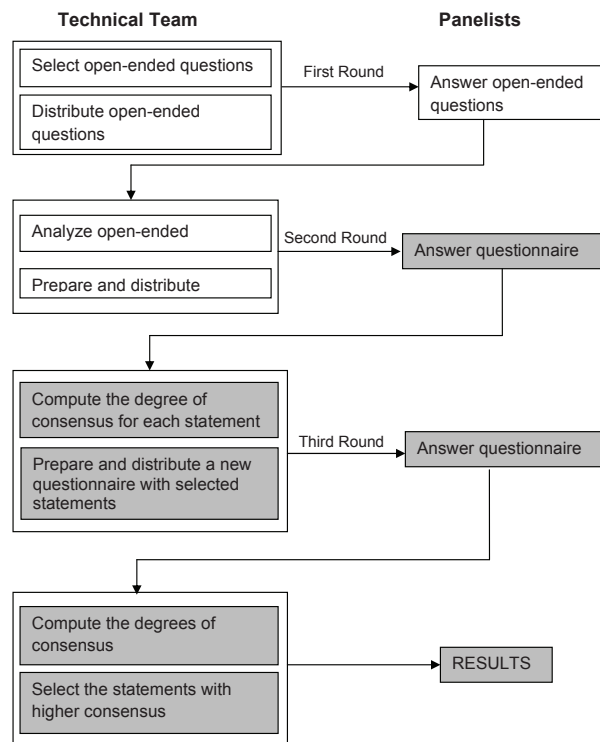 Technical Team
Panelists
Select open-ended questions
Distribute open-ended
questions
First Round
Answer open-ended
questions
Analyze open-ended
Prepare and distribute
Second Round
Answer questionnaire
Compute the degree of
consensus for each statement
Prepare and distribute a new
questionnaire with selected
statements
Third Round
Answer questionnaire
Compute the degrees of
consensus
Select the statements with
higher consensus
RESULTS